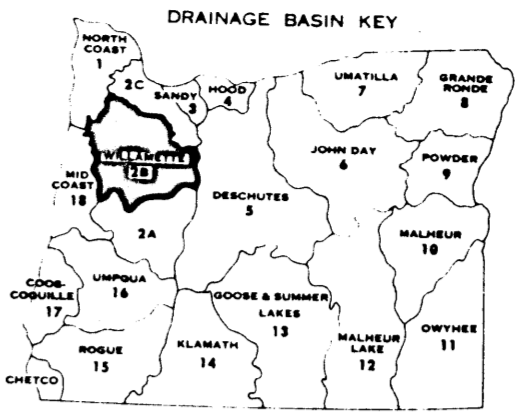 DRAINAGE BASIN KEY
NORTH
COAST
1
2C
SANDY
3
HOOD
4
UMATILLA
7
GRANDE
RONDE
8
WILLAMETTE
2B
MID
COAST
18
JOHN DAY
6
POWDER
9
DESCHUTES
5
2A
MALHEUR
10
COOS-
COQUILLE
17
UMPQUA
16
GOOSE & SUMMER
LAKES
13
ROGUE
15
KLAMATH
14
MALHEUR
LAKE
12
OWYHEE
11
CHETCO